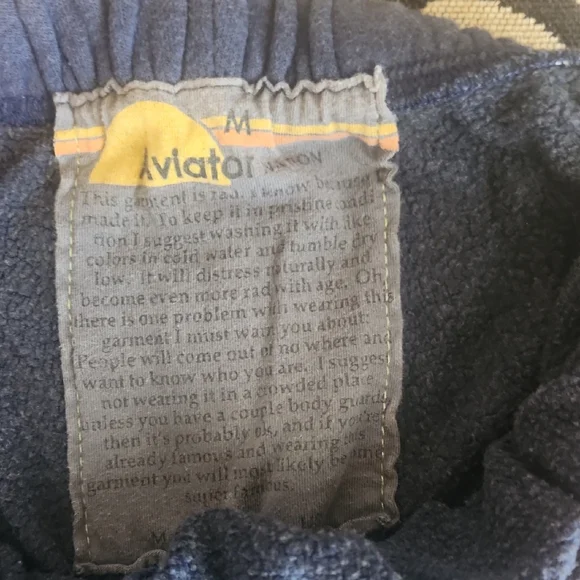 M
Aviator NATION
This garment is rad. I know because I
made it. To keep it in pristine condi-
tion I suggest washing it with like
colors in cold water and tumble dry
low. It will distress naturally and
become even more rad with age. Oh,
there is one problem with wearing this
garment I must warn you about.
People will come out of no where and
want to know who you are. I suggest
not wearing it in a crowded place
unless you have a couple body guards
then it's probably ok, and if you're
already famous and wearing this
garment you will most likely become
super famous.
M